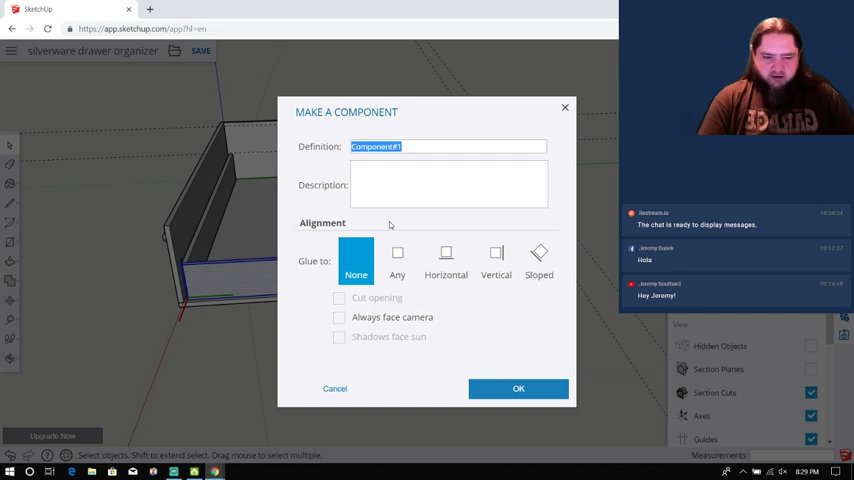 SketchUp
https://app.sketchup.com/app?hl=en
silverware drawer organizer
SAVE
MAKE A COMPONENT
Definition:
Component#1
Description:
Alignment
Glue to:
None
Any
Horizontal
Vertical
Sloped
Cut opening
Always face camera
Shadows face sun
Cancel
OK
GARAGE
Restream.io
The chat is ready to display messages.
Jeremy Dusek
Hola
Jeremy Southard
Hey Jeremy!
View
Hidden Objects
Section Planes
Section Cuts
Axes
Guides
Upgrade Now
Select objects. Shift to extend select. Drag mouse to select multiple.
Measurements
8:29 PM